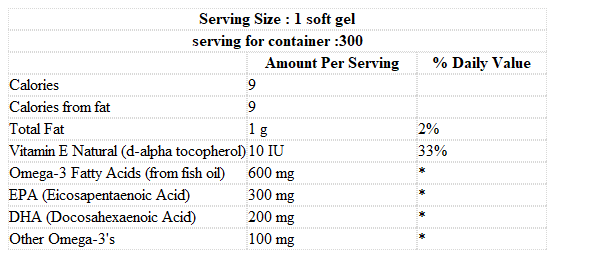 Serving Size : 1 soft gel
serving for container :300
Amount Per Serving % Daily Value
Calories 9
Calories from fat 9
Total Fat 1 g 2%
Vitamin E Natural (d-alpha tocopherol) 10 IU 33%
Omega-3 Fatty Acids (from fish oil) 600 mg *
EPA (Eicosapentaenoic Acid) 300 mg *
DHA (Docosahexaenoic Acid) 200 mg *
Other Omega-3's 100 mg *